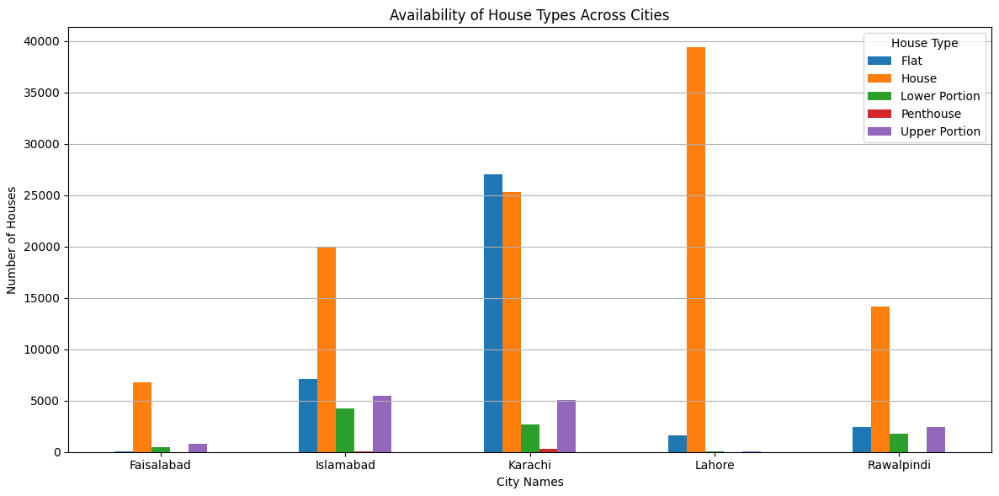 Availability of House Types Across Cities
Number of Houses
40000
35000
30000
25000
20000
15000
10000
5000
0
House Type
Flat
House
Lower Portion
Penthouse
Upper Portion
Faisalabad
Islamabad
Karachi
Lahore
Rawalpindi
City Names